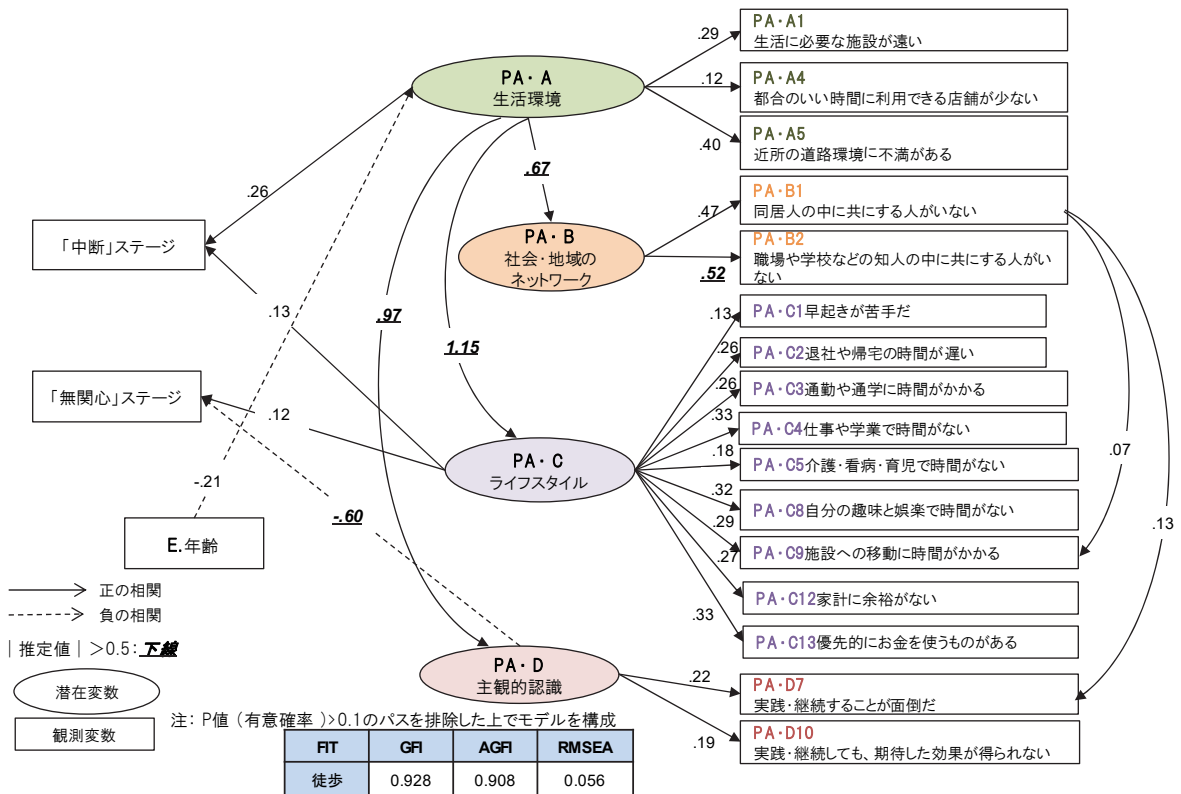 PA・A
生活環境
.29
.12
.40
PA・A1
生活に必要な施設が遠い
PA・A4
都合のいい時間に利用できる店舗が少ない
PA・A5
近所の道路環境に不満がある
.26
.67
.47
.52
PA・B
社会・地域の
ネットワーク
PA・B1
同居人の中に共にする人がいない
PA・B2
職場や学校などの知人の中に共にする人がい
ない
「中断」ステージ
.13
.97
1.15
「無関心」ステージ
.12
-.21
-.60
E.年齢
PA・C
ライフスタイル
.13
PA・C1早起きが苦手だ
.26
PA・C2退社や帰宅の時間が遅い
.26
PA・C3通勤や通学に時間がかかる
.33
PA・C4仕事や学業で時間がない
.18
PA・C5介護・看病・育児で時間がない
.32
PA・C8自分の趣味と娯楽で時間がない
.29
PA・C9施設への移動に時間がかかる
.27
PA・C12家計に余裕がない
.33
PA・C13優先的にお金を使うものがある
.07
.13
PA・D
主観的認識
.22
PA・D7
実践・継続することが面倒だ
.19
PA・D10
実践・継続しても、期待した効果が得られない
正の相関
負の相関
|推定値|>0.5:下線
潜在変数
観測変数
注: P値 (有意確率 )>0.1のパスを排除した上でモデルを構成
FIT GFI AGFI RMSEA
徒歩 0.928 0.908 0.056